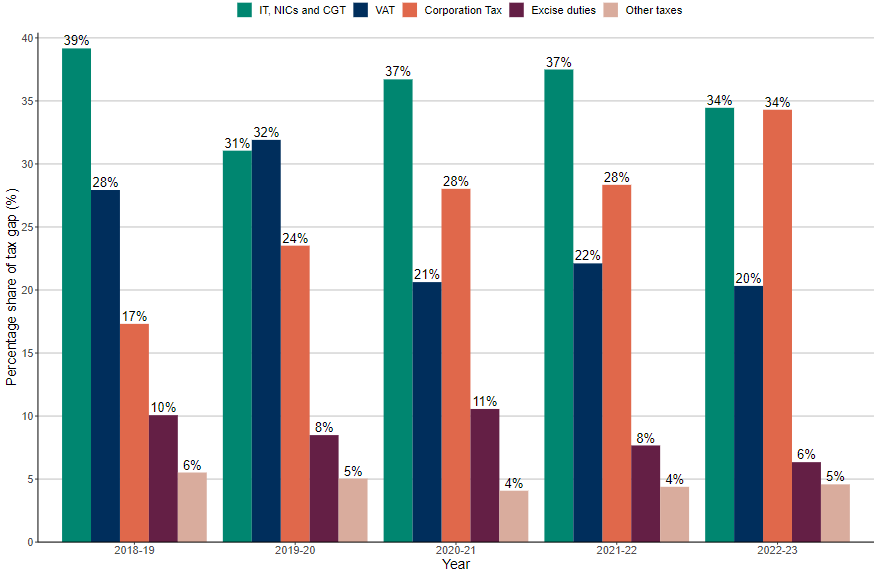 IT, NICs and CGT VAT Corporation Tax Excise duties Other taxes
Percentage share of tax gap (%)
40
35
30
25
20
15
10
5
0
39% 28% 17% 10% 6%
31% 32% 24% 8% 5%
37% 21% 28% 11% 4%
37% 22% 28% 8% 4%
34% 20% 34% 6% 5%
2018-19 2019-20 2020-21 2021-22 2022-23
Year